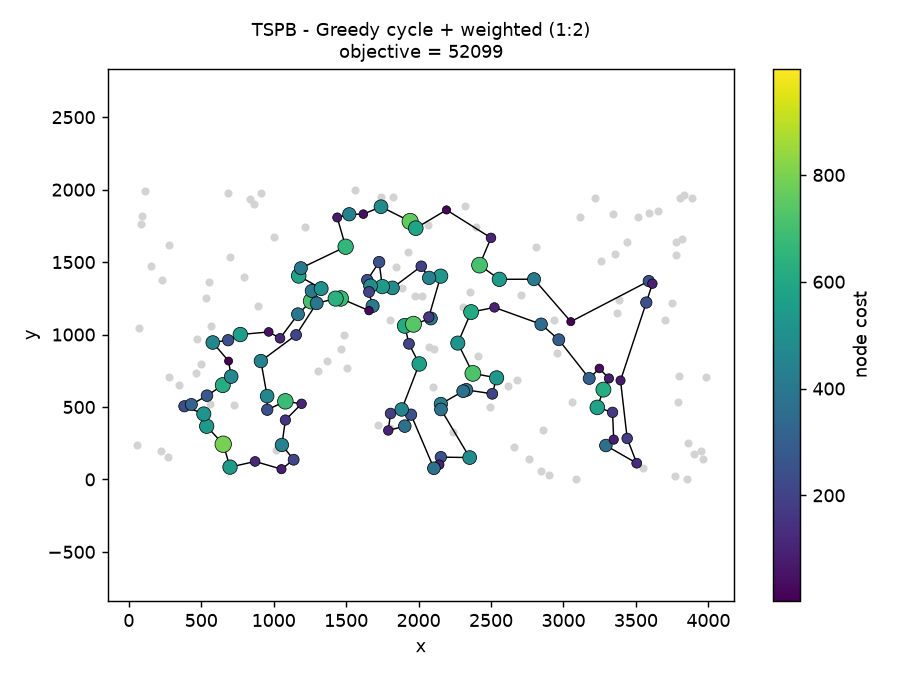 TSPB - Greedy cycle + weighted (1:2)
objective = 52099
2500
2000
1500
1000
500
0
−500
y
0 500 1000 1500 2000 2500 3000 3500 4000
x
800
600
400
200
node cost